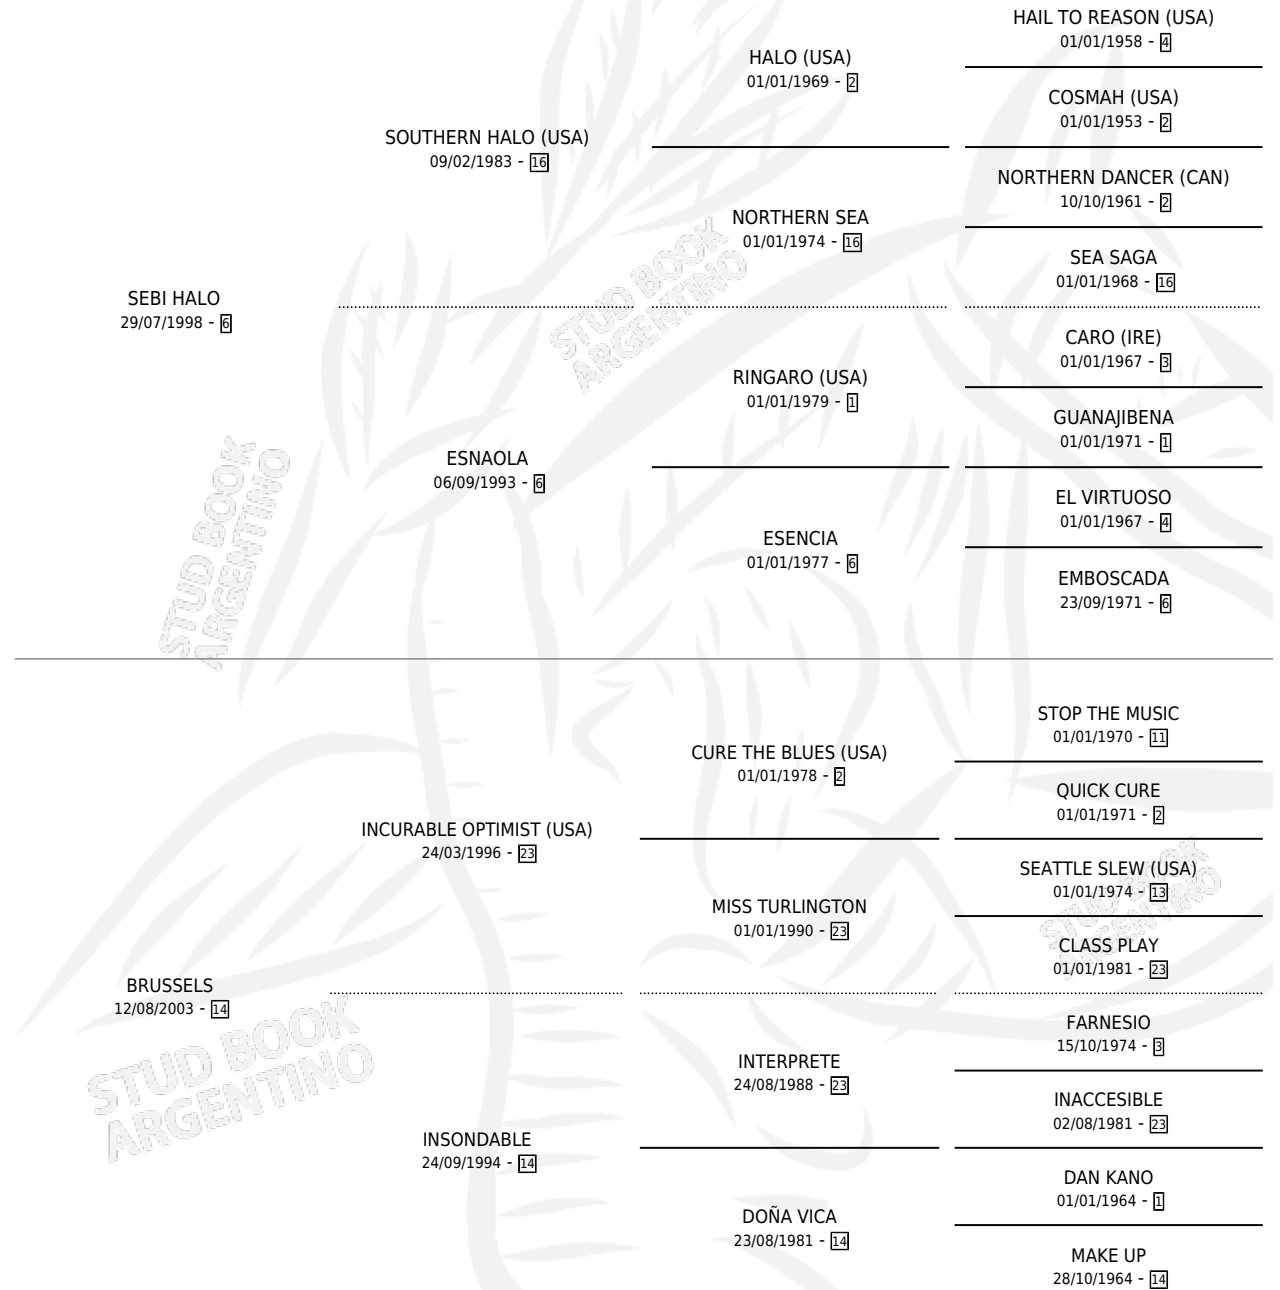 HAIL TO REASON (USA)
01/01/1958 - 4
HALO (USA)
01/01/1969 - 2
COSMAH (USA)
01/01/1953 - 2
SOUTHERN HALO (USA)
09/02/1983 - 16
NORTHERN DANCER (CAN)
10/10/1961 - 2
NORTHERN SEA
01/01/1974 - 16
SEA SAGA
01/01/1968 - 16
SEBI HALO
29/07/1998 - 6
CARO (IRE)
01/01/1967 - 3
RINGARO (USA)
01/01/1979 - 1
GUANAJIBENA
01/01/1971 - 1
ESNAOLA
06/09/1993 - 6
EL VIRTUOSO
01/01/1967 - 4
ESENCIA
01/01/1977 - 6
EMBOSCADA
23/09/1971 - 6
STUD BOOK
ARGENTINO
STUD BOOK
ARGENTINO
STOP THE MUSIC
01/01/1970 - 11
CURE THE BLUES (USA)
01/01/1978 - 2
QUICK CURE
01/01/1971 - 2
INCURABLE OPTIMIST (USA)
24/03/1996 - 23
SEATTLE SLEW (USA)
01/01/1974 - 13
MISS TURLINGTON
01/01/1990 - 23
CLASS PLAY
01/01/1981 - 23
STUD BOOK
ARGENTINO
BRUSSELS
12/08/2003 - 14
FARNESIO
15/10/1974 - 3
INTERPRETE
24/08/1988 - 23
INACCESIBLE
02/08/1981 - 23
INSONDABLE
24/09/1994 - 14
DAN KANO
01/01/1964 - 1
DOÑA VICA
23/08/1981 - 14
MAKE UP
28/10/1964 - 14
STUD BOOK
ARGENTINO